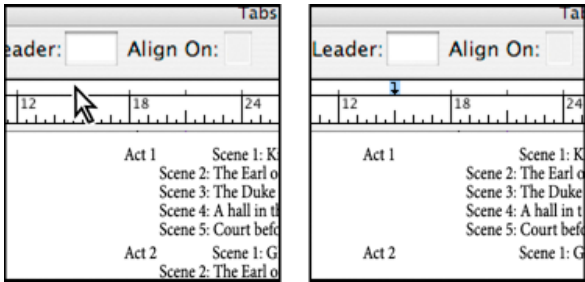 Tabs
eader: Align On:
12 18 24
Act 1 Scene 1: K
Scene 2: The Earl o
Scene 3: The Duke
Scene 4: A hall in th
Scene 5: Court befo
Act 2 Scene 1: G
Scene 2: The Earl o
Tab
Leader: Align On:
12 18 24
Act 1 Scene 1: K
Scene 2: The Earl o
Scene 3: The Duke
Scene 4: A hall in t
Scene 5: Court befo
Act 2 Scene 1: G